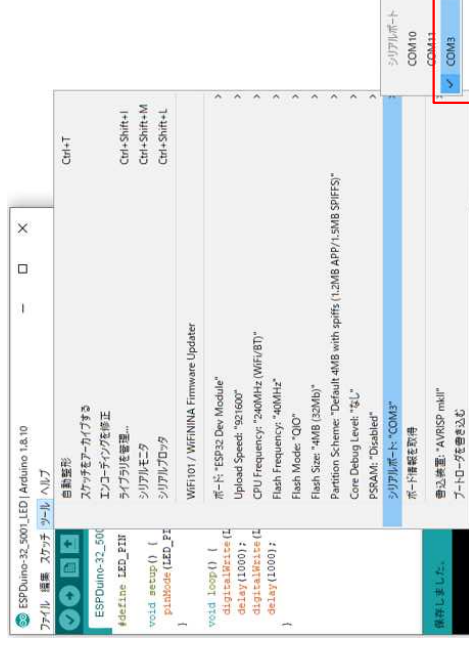 ESPDuino-32_5001_LED | Arduino 1.8.10
ファイル 編集 スケッチ ツール ヘルプ
自動整形 Ctrl+T
スケッチをアーカイブする
エンコーディングを修正
ライブラリを管理... Ctrl+Shift+I
シリアルモニタ Ctrl+Shift+M
シリアルプロッタ Ctrl+Shift+L
WiFi101 / WiFiNINA Firmware Updater
ボード: "ESP32 Dev Module"
Upload Speed: "921600"
CPU Frequency: "240MHz (WiFi/BT)"
Flash Frequency: "40MHz"
Flash Mode: "QIO"
Flash Size: "4MB (32Mb)"
Partition Scheme: "Default 4MB with spiffs (1.2MB APP/1.5MB SPIFFS)"
Core Debug Level: "なし"
PSRAM: "Disabled"
シリアルポート: "COM3"
ボード情報を取得
書込装置: "AVRISP mkII"
ブートローダを書き込む
シリアルポート
COM10
COM11
COM3
ESPDuino-32_500
#define LED_PIN
void setup() {
pinMode(LED_PI
}
void loop() {
digitalWrite(L
delay(1000);
digitalWrite(L
delay(1000);
}
保存しました。